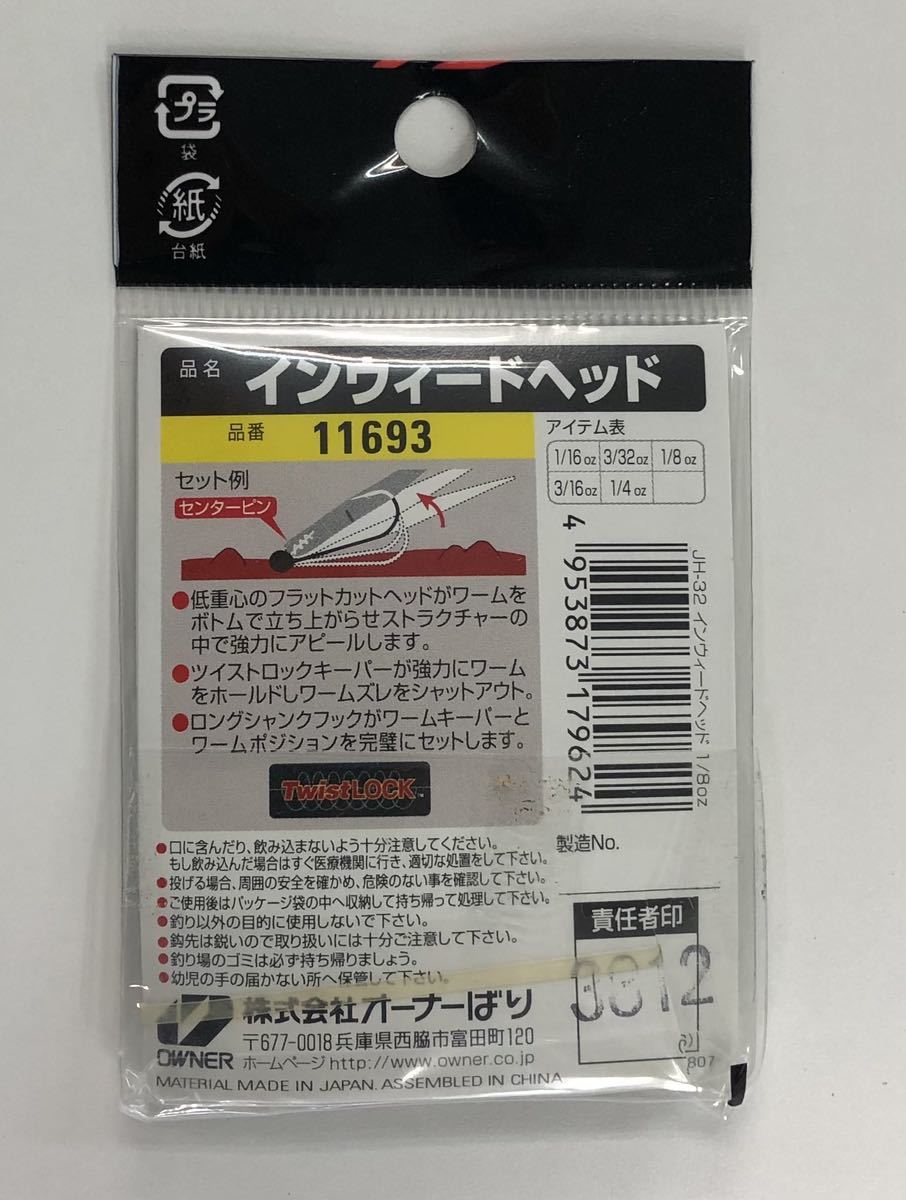 プラ
袋
紙
台紙
品名 インウィードヘッド
品番 11693
セット例
センターピン
●低重心のフラットカットヘッドがワームを
ボトムで立ち上がらせストラクチャーの
中で強力にアピールします。
●ツイストロックキーパーが強力にワーム
をホールドしワームズレをシャットアウト。
●ロングシャンクフックがワームキーパーと
ワームポジションを完璧にセットします。
TwistLOCK™
アイテム表
1/16oz 3/32oz 1/8oz
3/16oz 1/4oz
4 953873 179624
JH-32 インウィードヘッド 1/8oz
製造No.
●口に含んだり、飲み込まないよう十分注意してください。
もし飲み込んだ場合はすぐ医療機関に行き、適切な処置をして下さい。
●投げる場合、周囲の安全を確かめ、危険のない事を確認して下さい。
●ご使用後はパッケージ袋の中へ収納して持ち帰って処理して下さい。
●釣り以外の目的に使用しないで下さい。
●鈎先は鋭いので取り扱いには十分ご注意して下さい。
●釣り場のゴミは必ず持ち帰りましょう。
●幼児の手の届かない所へ保管して下さい。
責任者印
OWNER
株式会社オーナーばり
〒677-0018 兵庫県西脇市富田町120
ホームページ http://www.owner.co.jp
807
MATERIAL MADE IN JAPAN. ASSEMBLED IN CHINA